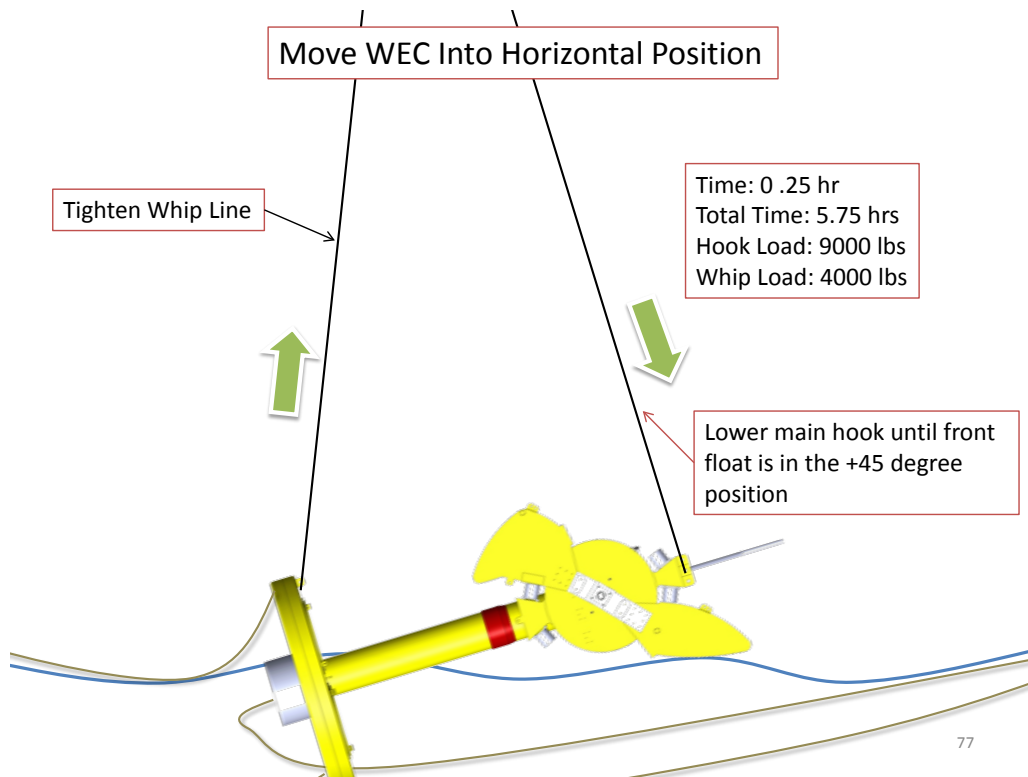 Move WEC Into Horizontal Position
Tighten Whip Line
Time: 0 .25 hr
Total Time: 5.75 hrs
Hook Load: 9000 lbs
Whip Load: 4000 lbs
Lower main hook until front
float is in the +45 degree
position
77